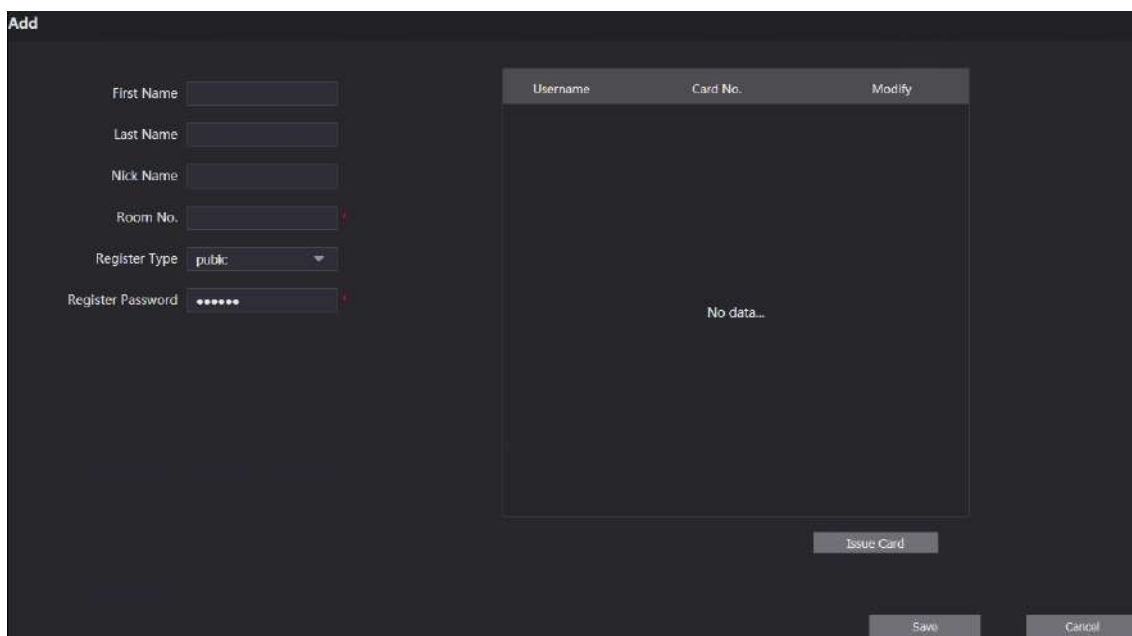 Add
First Name
Last Name
Nick Name
Room No. *
Register Type public
Register Password •••••• *
Username Card No. Modify
No data...
Issue Card
Save Cancel